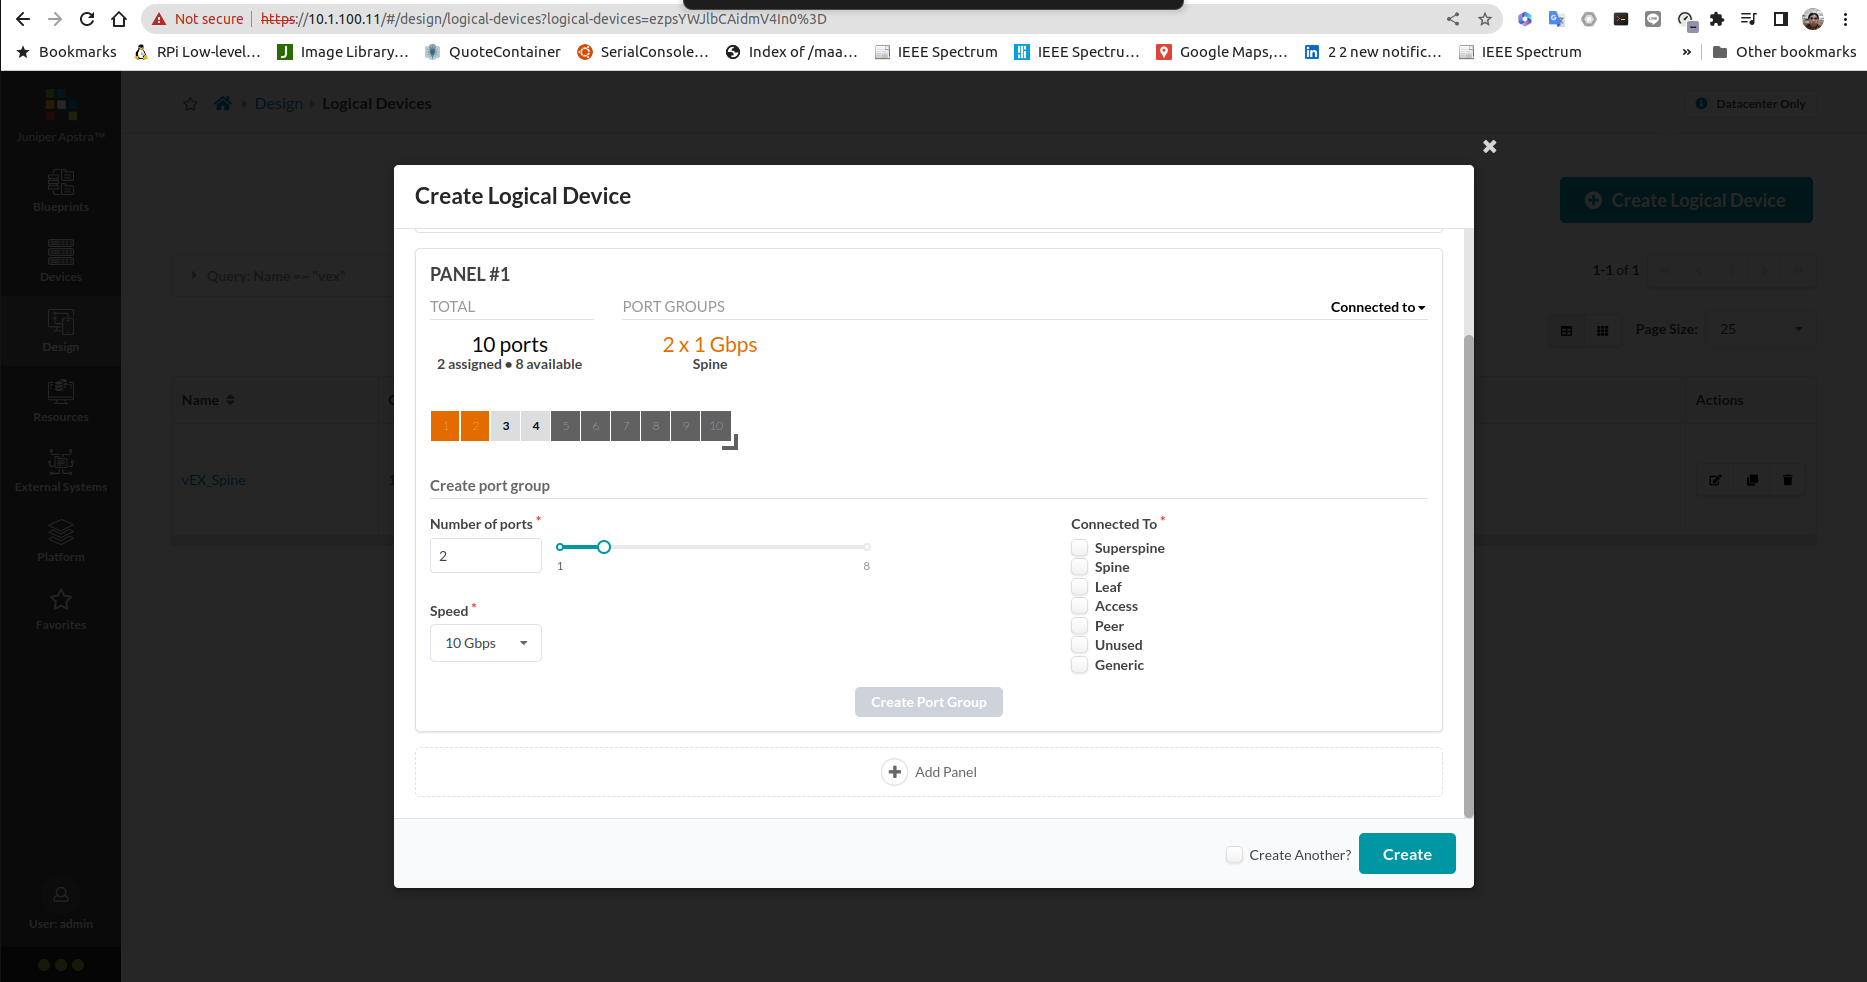 Not secure https://10.1.100.11/#/design/logical-devices?logical-devices=ezpsYWJlbCAidmV4In0%3D
Bookmarks RPi Low-level... Image Library... QuoteContainer SerialConsole... Index of /maa... IEEE Spectrum IEEE Spectru... Google Maps,... 2 2 new notific... IEEE Spectrum » Other bookmarks
Juniper Apstra™
Design Logical Devices
Datacenter Only
Blueprints
Devices
Design
Resources
External Systems
Platform
Favorites
User: admin
Create Logical Device
Query: Name == "vex"
1-1 of 1
Page Size: 25
Name
Actions
vEX_Spine
Create Logical Device
PANEL #1
TOTAL PORT GROUPS Connected to
10 ports 2 x 1 Gbps
2 assigned • 8 available Spine
1 2 3 4 5 6 7 8 9 10
Create port group
Number of ports *
2
1 8
Speed *
10 Gbps
Connected To *
Superspine
Spine
Leaf
Access
Peer
Unused
Generic
Create Port Group
Add Panel
Create Another? Create